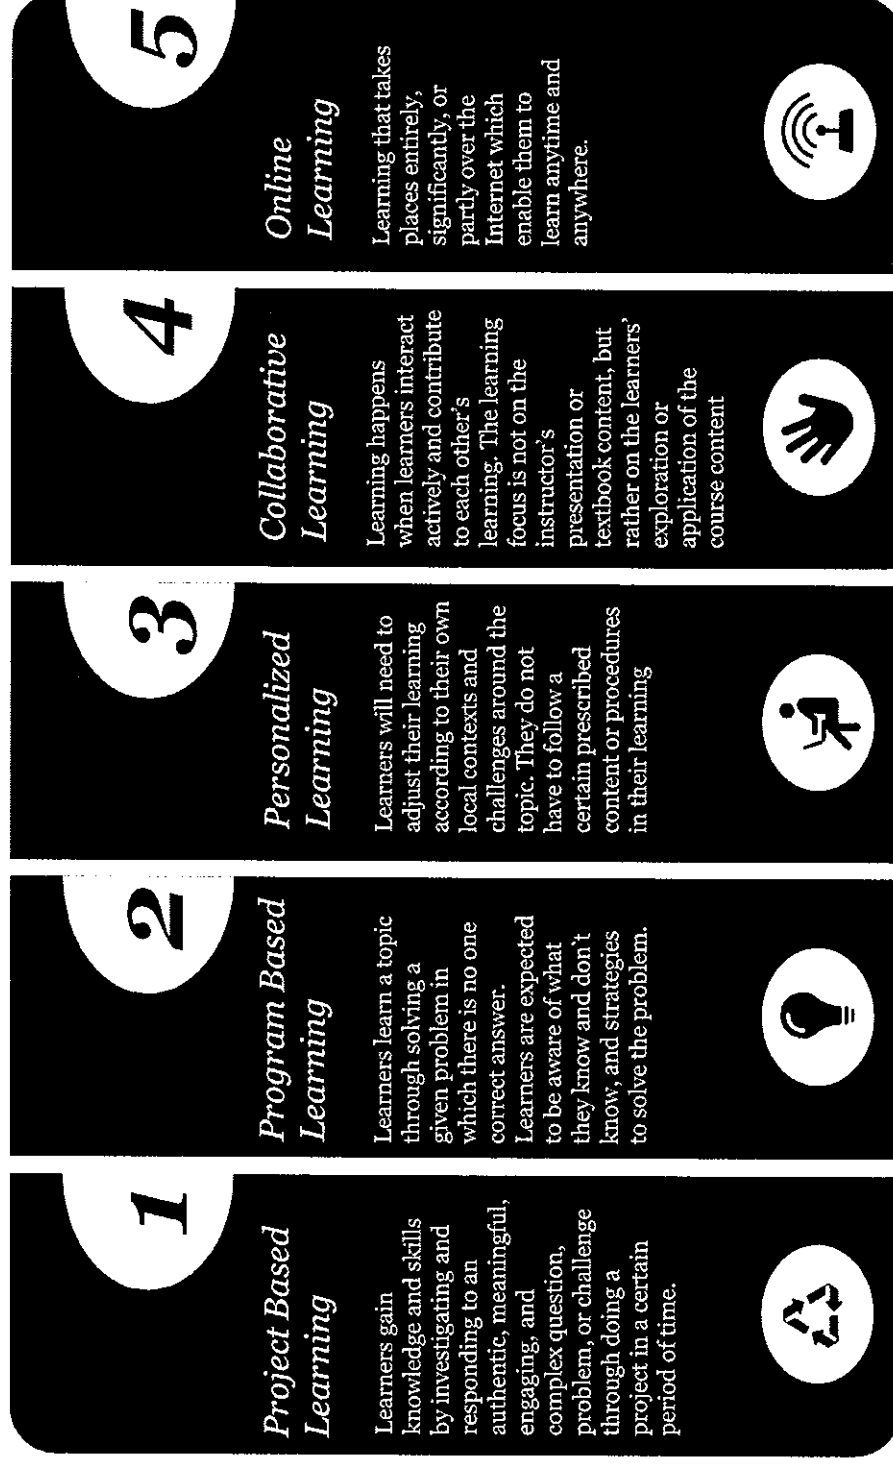 1
Project Based
Learning
Learners gain
knowledge and skills
by investigating and
responding to an
authentic, meaningful,
engaging, and
complex question,
problem, or challenge
through doing a
project in a certain
period of time.
2
Program Based
Learning
Learners learn a topic
through solving a
given problem in
which there is no one
correct answer.
Learners are expected
to be aware of what
they know and don't
know, and strategies
to solve the problem.
3
Personalized
Learning
Learners will need to
adjust their learning
according to their own
local contexts and
challenges around the
topic. They do not
have to follow a
certain prescribed
content or procedures
in their learning
4
Collaborative
Learning
Learning happens
when learners interact
actively and contribute
to each other's
learning. The learning
focus is not on the
instructor's
presentation or
textbook content, but
rather on the learners'
exploration or
application of the
course content
5
Online
Learning
Learning that takes
places entirely,
significantly, or
partly over the
Internet which
enable them to
learn anytime and
anywhere.